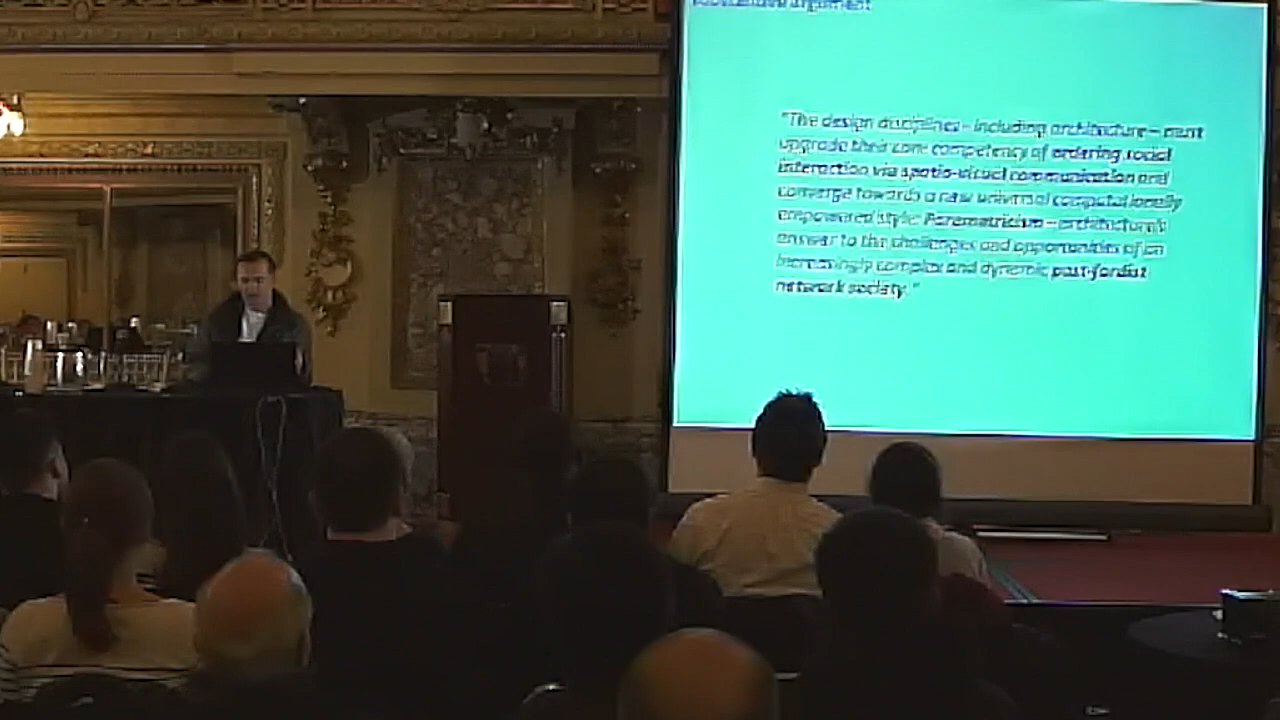 substantive argument
"The design disciplines – including architecture – must
upgrade their core competency of ordering social
interaction via spatio-visual communication and
converge towards a new universal computationally
empowered style: Parametricism – architecture's
answer to the challenges and opportunities of an
increasingly complex and dynamic post-fordist
network society."